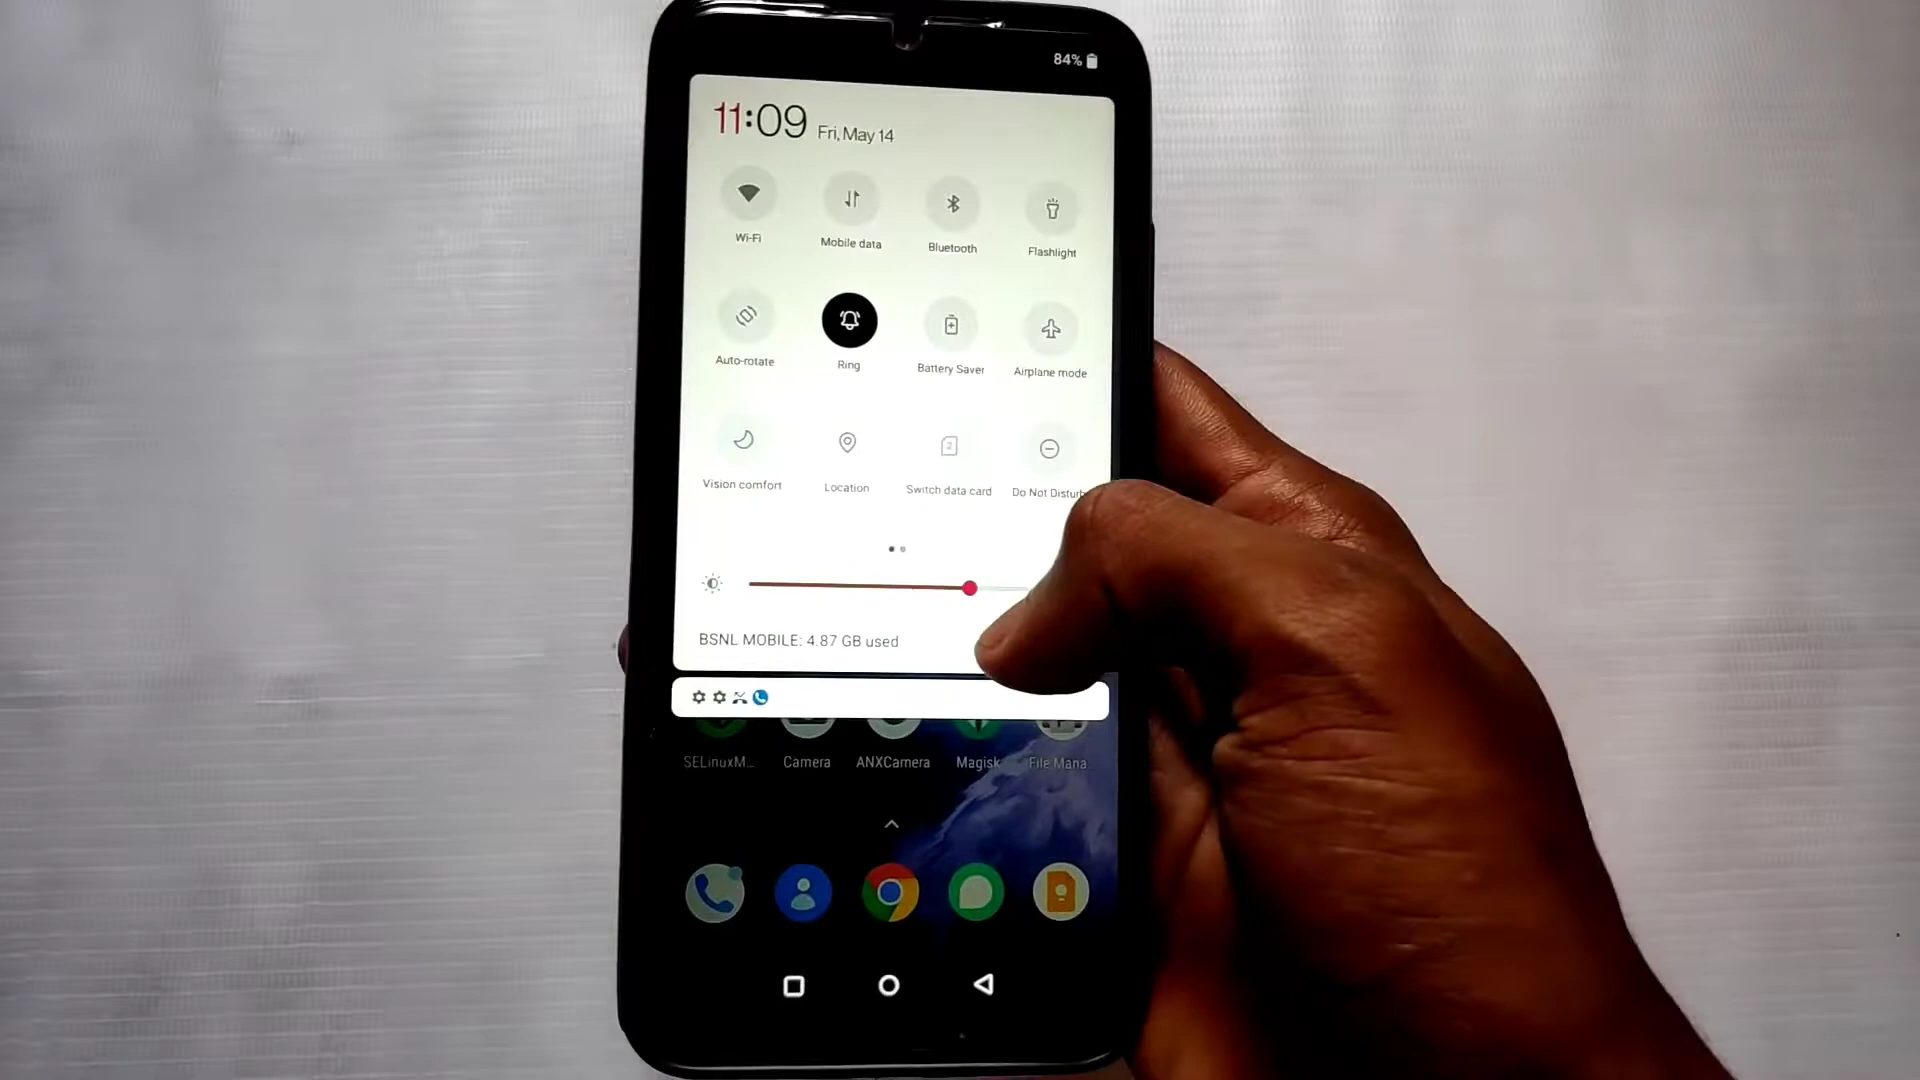 84%
11:09 Fri, May 14
Wi-Fi Mobile data Bluetooth Flashlight
Auto-rotate Ring Battery Saver Airplane mode
2
Vision comfort Location Switch data card Do Not Disturb
BSNL MOBILE: 4.87 GB used
SELinuxM... Camera ANXCamera Magisk File Mana...